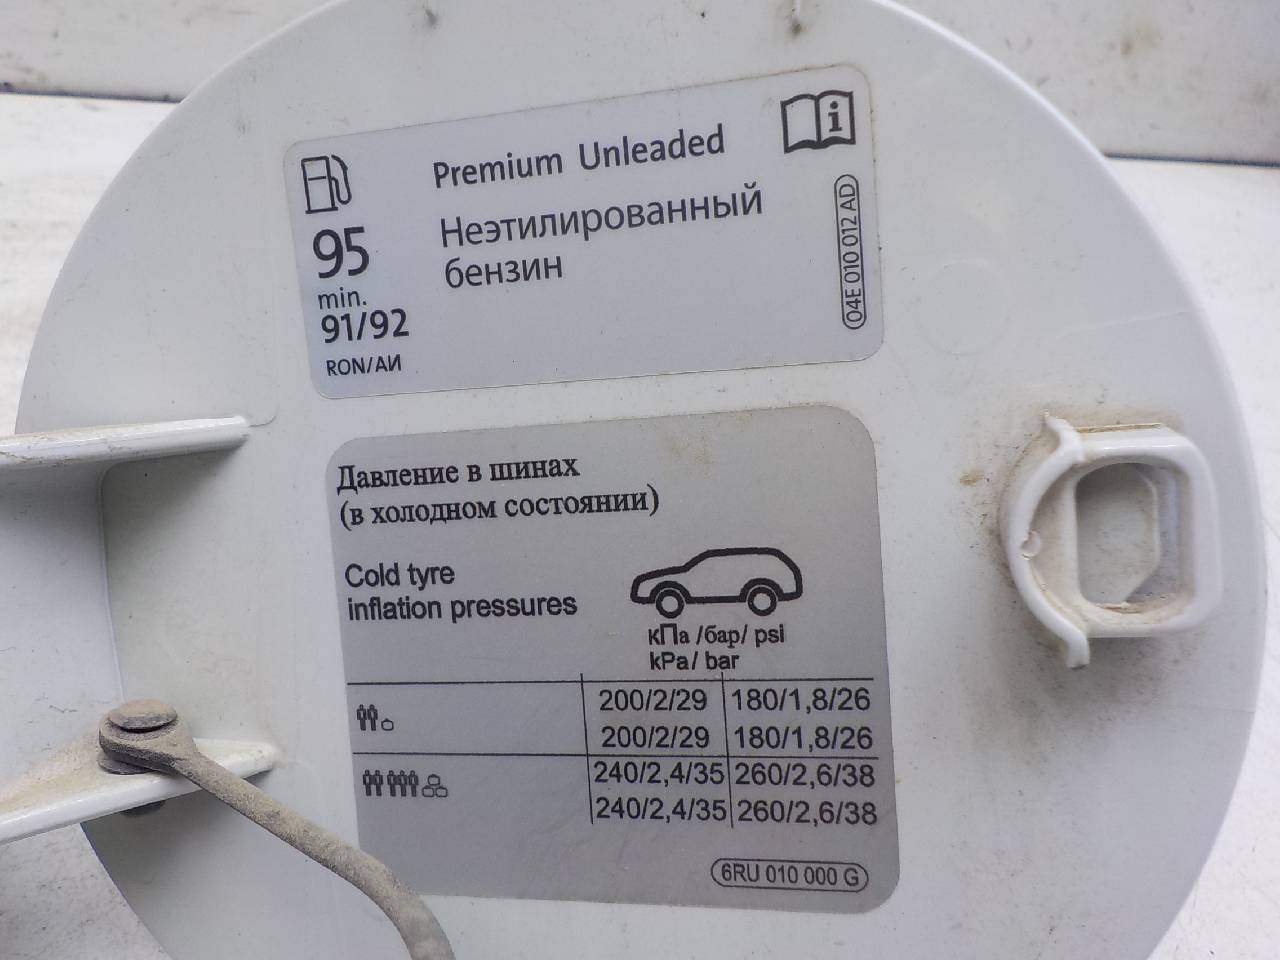 Premium Unleaded
Неэтилированный
бензин
95
min.
91/92
RON/АИ
04E 010 012 AD
Давление в шинах
(в холодном состоянии)
Cold tyre
inflation pressures
кПа /бар/ psi
kPa/ bar
200/2/29 180/1,8/26
200/2/29 180/1,8/26
240/2,4/35 260/2,6/38
240/2,4/35 260/2,6/38
6RU 010 000 G